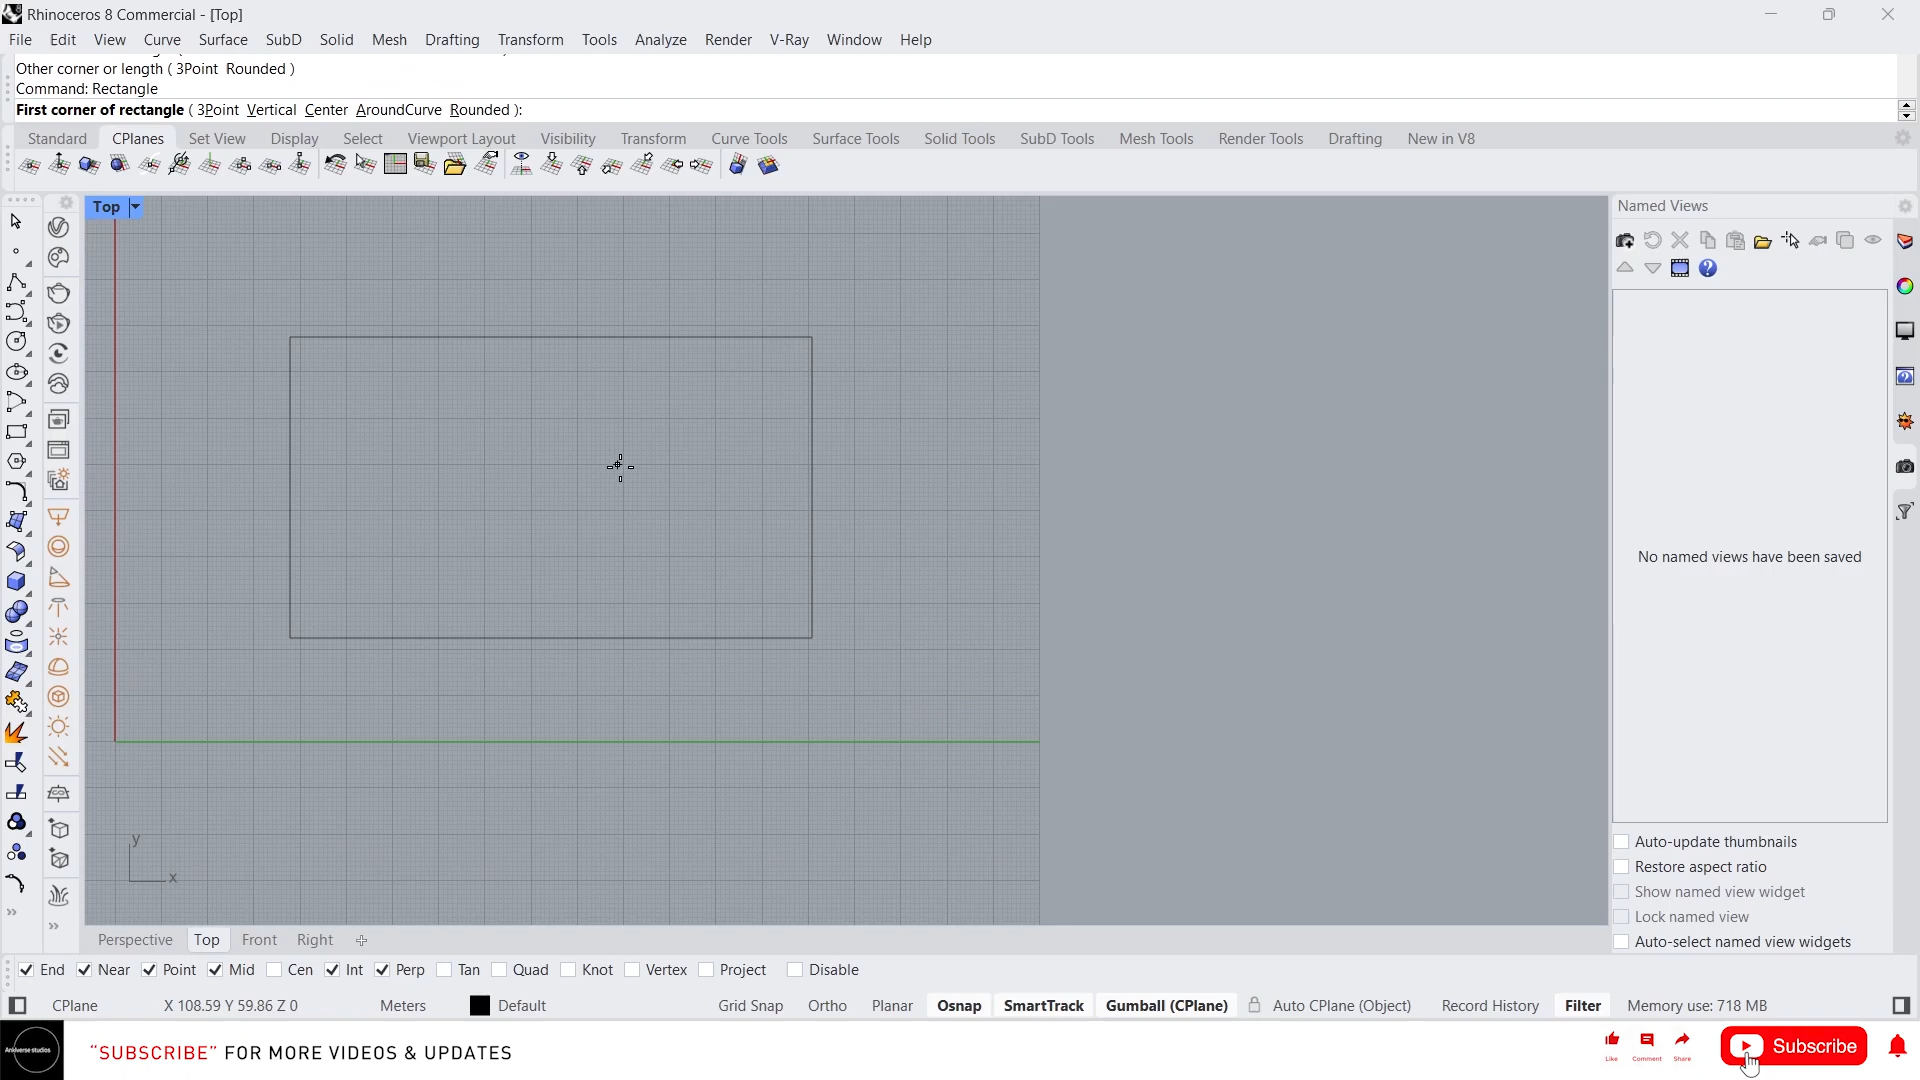 Rhinoceros 8 Commercial - [Top]
File Edit View Curve Surface SubD Solid Mesh Drafting Transform Tools Analyze Render V-Ray Window Help
Other corner or length ( 3Point Rounded )
Command: Rectangle
First corner of rectangle ( 3Point Vertical Center AroundCurve Rounded ):
Standard CPlanes Set View Display Select Viewport Layout Visibility Transform Curve Tools Surface Tools Solid Tools SubD Tools Mesh Tools Render Tools Drafting New in V8
Top
Named Views
No named views have been saved
y
x
Auto-update thumbnails
Restore aspect ratio
Show named view widget
Lock named view
Auto-select named view widgets
Perspective Top Front Right
End Near Point Mid Cen Int Perp Tan Quad Knot Vertex Project Disable
CPlane X 108.59 Y 59.86 Z 0 Meters Default Grid Snap Ortho Planar Osnap SmartTrack Gumball (CPlane) Auto CPlane (Object) Record History Filter Memory use: 718 MB
“SUBSCRIBE” FOR MORE VIDEOS & UPDATES
Like Comment Share
Subscribe